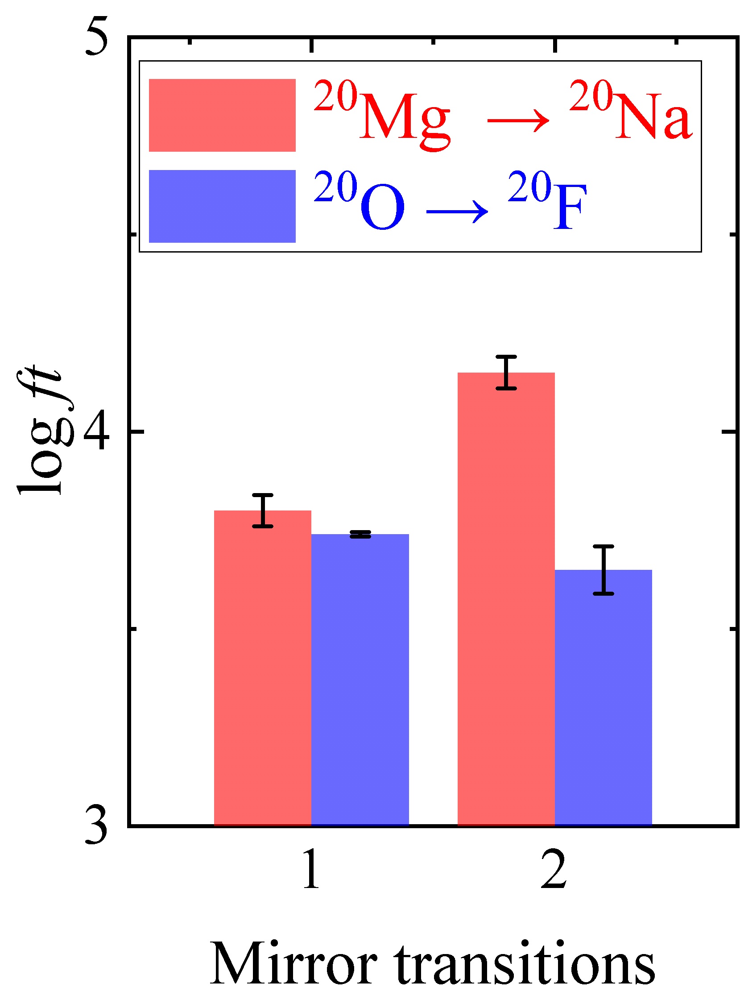 5
²⁰Mg → ²⁰Na
²⁰O → ²⁰F
log ft
4
3
1 2
Mirror transitions